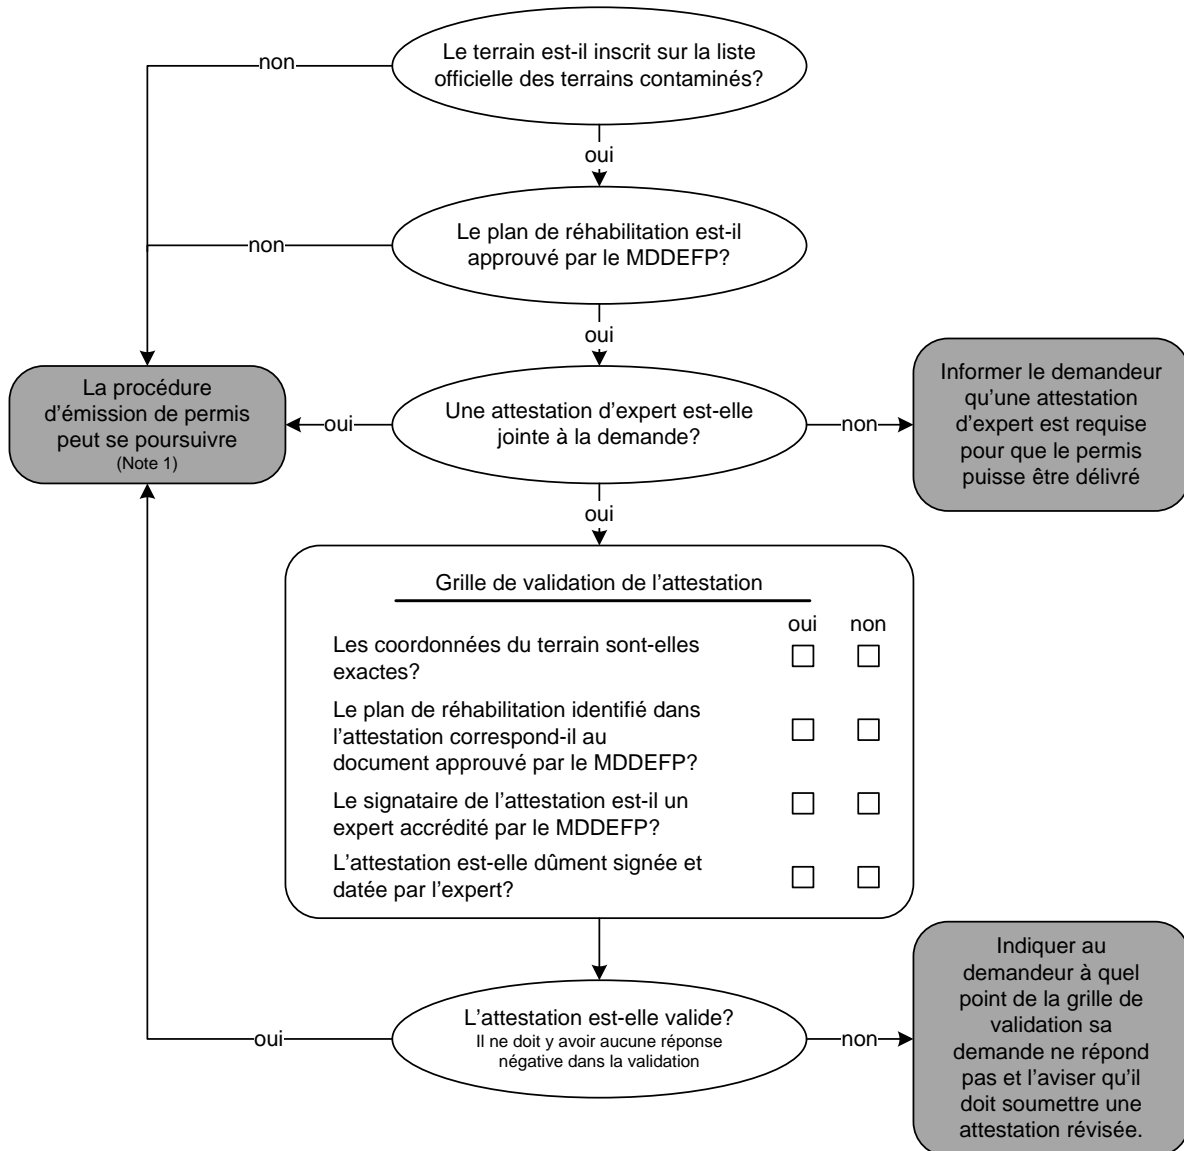 Le terrain est-il inscrit sur la liste
officielle des terrains contaminés?
non
oui
Le plan de réhabilitation est-il
approuvé par le MDDEFP?
non
oui
La procédure
d’émission de permis
peut se poursuivre
(Note 1)
oui
Une attestation d’expert est-elle
jointe à la demande?
non
Informer le demandeur
qu’une attestation
d’expert est requise
pour que le permis
puisse être délivré
oui
Grille de validation de l’attestation
oui non
Les coordonnées du terrain sont-elles
exactes?
Le plan de réhabilitation identifié dans
l’attestation correspond-il au
document approuvé par le MDDEFP?
Le signataire de l’attestation est-il un
expert accrédité par le MDDEFP?
L’attestation est-elle dûment signée et
datée par l’expert?
oui
L’attestation est-elle valide?
Il ne doit y avoir aucune réponse
négative dans la validation
non
Indiquer au
demandeur à quel
point de la grille de
validation sa
demande ne répond
pas et l’aviser qu’il
doit soumettre une
attestation révisée.